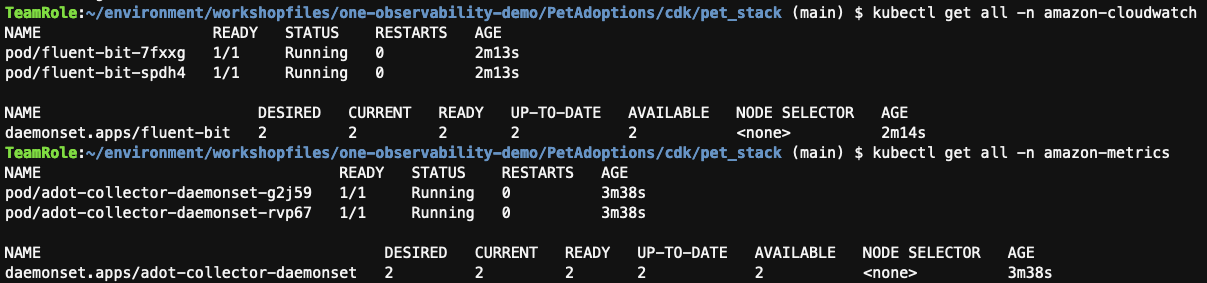 TeamRole:~/environment/workshopfiles/one-observability-demo/PetAdoptions/cdk/pet_stack (main) $ kubectl get all -n amazon-cloudwatch
NAME READY STATUS RESTARTS AGE
pod/fluent-bit-7fxxg 1/1 Running 0 2m13s
pod/fluent-bit-spdh4 1/1 Running 0 2m13s
NAME DESIRED CURRENT READY UP-TO-DATE AVAILABLE NODE SELECTOR AGE
daemonset.apps/fluent-bit 2 2 2 2 2 <none> 2m14s
TeamRole:~/environment/workshopfiles/one-observability-demo/PetAdoptions/cdk/pet_stack (main) $ kubectl get all -n amazon-metrics
NAME READY STATUS RESTARTS AGE
pod/adot-collector-daemonset-g2j59 1/1 Running 0 3m38s
pod/adot-collector-daemonset-rvp67 1/1 Running 0 3m38s
NAME DESIRED CURRENT READY UP-TO-DATE AVAILABLE NODE SELECTOR AGE
daemonset.apps/adot-collector-daemonset 2 2 2 2 2 <none> 3m38s